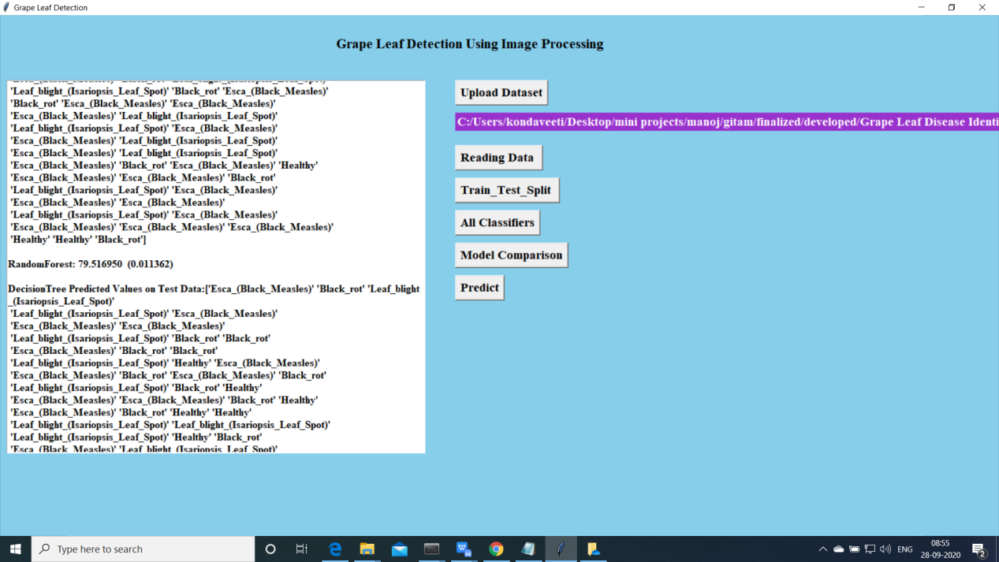 Grape Leaf Detection
Grape Leaf Detection Using Image Processing
'Esca_(Black_Measles)' 'Black_rot' 'Leaf_blight_(Isariopsis_Leaf_Spot)'
'Leaf_blight_(Isariopsis_Leaf_Spot)' 'Black_rot' 'Esca_(Black_Measles)'
'Black_rot' 'Esca_(Black_Measles)' 'Esca_(Black_Measles)'
'Esca_(Black_Measles)' 'Leaf_blight_(Isariopsis_Leaf_Spot)'
'Leaf_blight_(Isariopsis_Leaf_Spot)' 'Esca_(Black_Measles)'
'Esca_(Black_Measles)' 'Leaf_blight_(Isariopsis_Leaf_Spot)'
'Esca_(Black_Measles)' 'Leaf_blight_(Isariopsis_Leaf_Spot)'
'Esca_(Black_Measles)' 'Black_rot' 'Esca_(Black_Measles)' 'Healthy'
'Esca_(Black_Measles)' 'Esca_(Black_Measles)' 'Black_rot'
'Leaf_blight_(Isariopsis_Leaf_Spot)' 'Esca_(Black_Measles)'
'Esca_(Black_Measles)' 'Esca_(Black_Measles)'
'Leaf_blight_(Isariopsis_Leaf_Spot)' 'Esca_(Black_Measles)'
'Esca_(Black_Measles)' 'Esca_(Black_Measles)' 'Esca_(Black_Measles)'
'Healthy' 'Healthy' 'Black_rot']
RandomForest: 79.516950 (0.011362)
DecisionTree Predicted Values on Test Data:['Esca_(Black_Measles)' 'Black_rot' 'Leaf_blight
_(Isariopsis_Leaf_Spot)'
'Leaf_blight_(Isariopsis_Leaf_Spot)' 'Esca_(Black_Measles)'
'Esca_(Black_Measles)' 'Esca_(Black_Measles)'
'Leaf_blight_(Isariopsis_Leaf_Spot)' 'Black_rot' 'Black_rot'
'Esca_(Black_Measles)' 'Black_rot' 'Black_rot'
'Leaf_blight_(Isariopsis_Leaf_Spot)' 'Healthy' 'Esca_(Black_Measles)'
'Esca_(Black_Measles)' 'Black_rot' 'Esca_(Black_Measles)' 'Black_rot'
'Leaf_blight_(Isariopsis_Leaf_Spot)' 'Black_rot' 'Healthy'
'Esca_(Black_Measles)' 'Esca_(Black_Measles)' 'Black_rot' 'Healthy'
'Esca_(Black_Measles)' 'Black_rot' 'Healthy' 'Healthy'
'Leaf_blight_(Isariopsis_Leaf_Spot)' 'Leaf_blight_(Isariopsis_Leaf_Spot)'
'Leaf_blight_(Isariopsis_Leaf_Spot)' 'Healthy' 'Black_rot'
'Esca_(Black_Measles)' 'Leaf_blight_(Isariopsis_Leaf_Spot)'
Upload Dataset
C:/Users/kondaveeti/Desktop/mini projects/manoj/gitam/finalized/developed/Grape Leaf Disease Identi
Reading Data
Train_Test_Split
All Classifiers
Model Comparison
Predict
Type here to search
ENG
08:55
28-09-2020
2